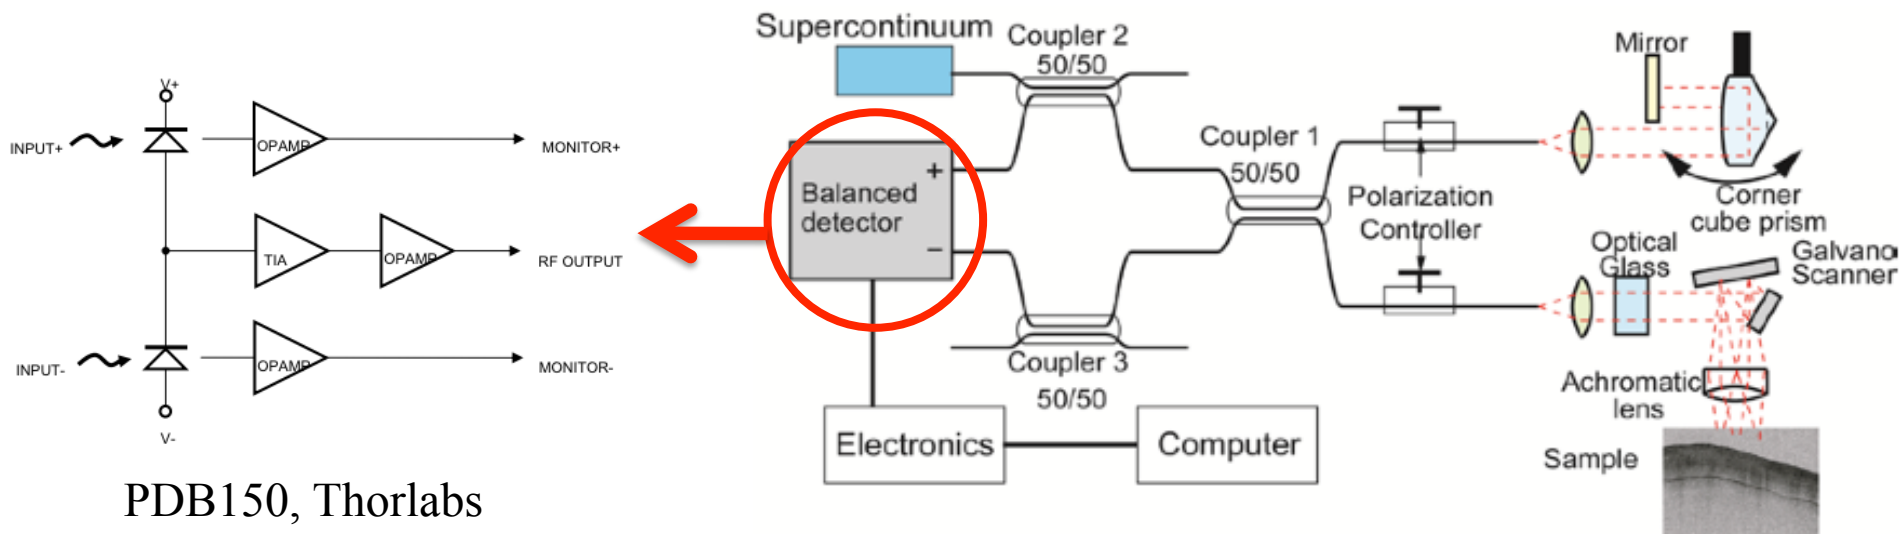 V+
INPUT+
OPAMP
MONITOR+
TIA
OPAMP
RF OUTPUT
INPUT-
OPAMP
MONITOR-
V-
PDB150, Thorlabs
Supercontinuum
Coupler 2
50/50
Balanced
detector
+
−
Coupler 1
50/50
Coupler 3
50/50
Electronics
Computer
Polarization
Controller
Mirror
Corner
cube prism
Optical
Glass
Galvano
Scanner
Achromatic
lens
Sample